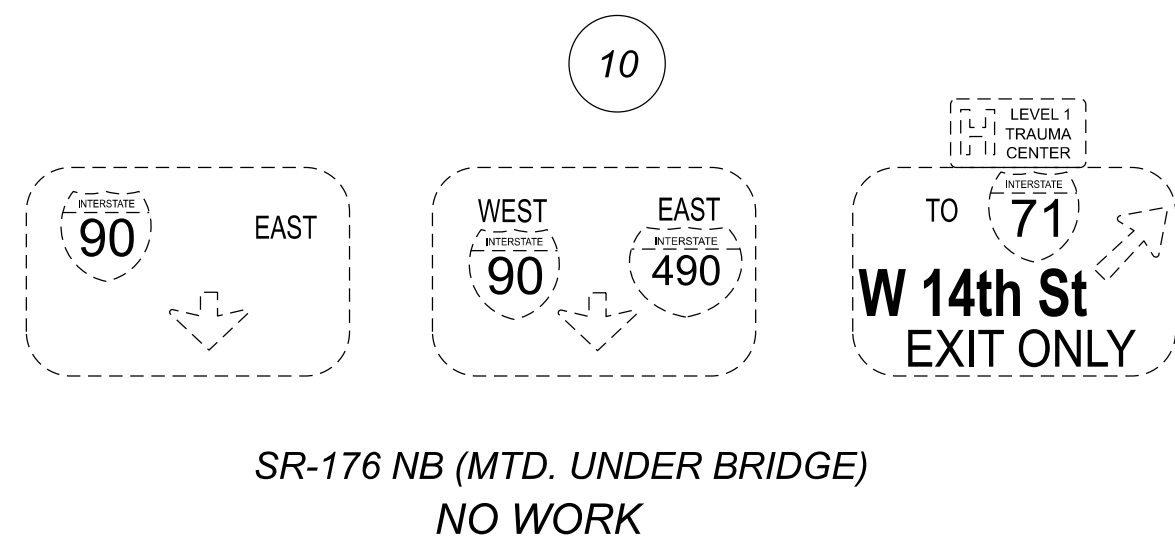 10
INTERSTATE
90
EAST
WEST
INTERSTATE
90
EAST
INTERSTATE
490
H
LEVEL 1
TRAUMA
CENTER
TO
INTERSTATE
71
W 14th St
EXIT ONLY
SR-176 NB (MTD. UNDER BRIDGE)
NO WORK